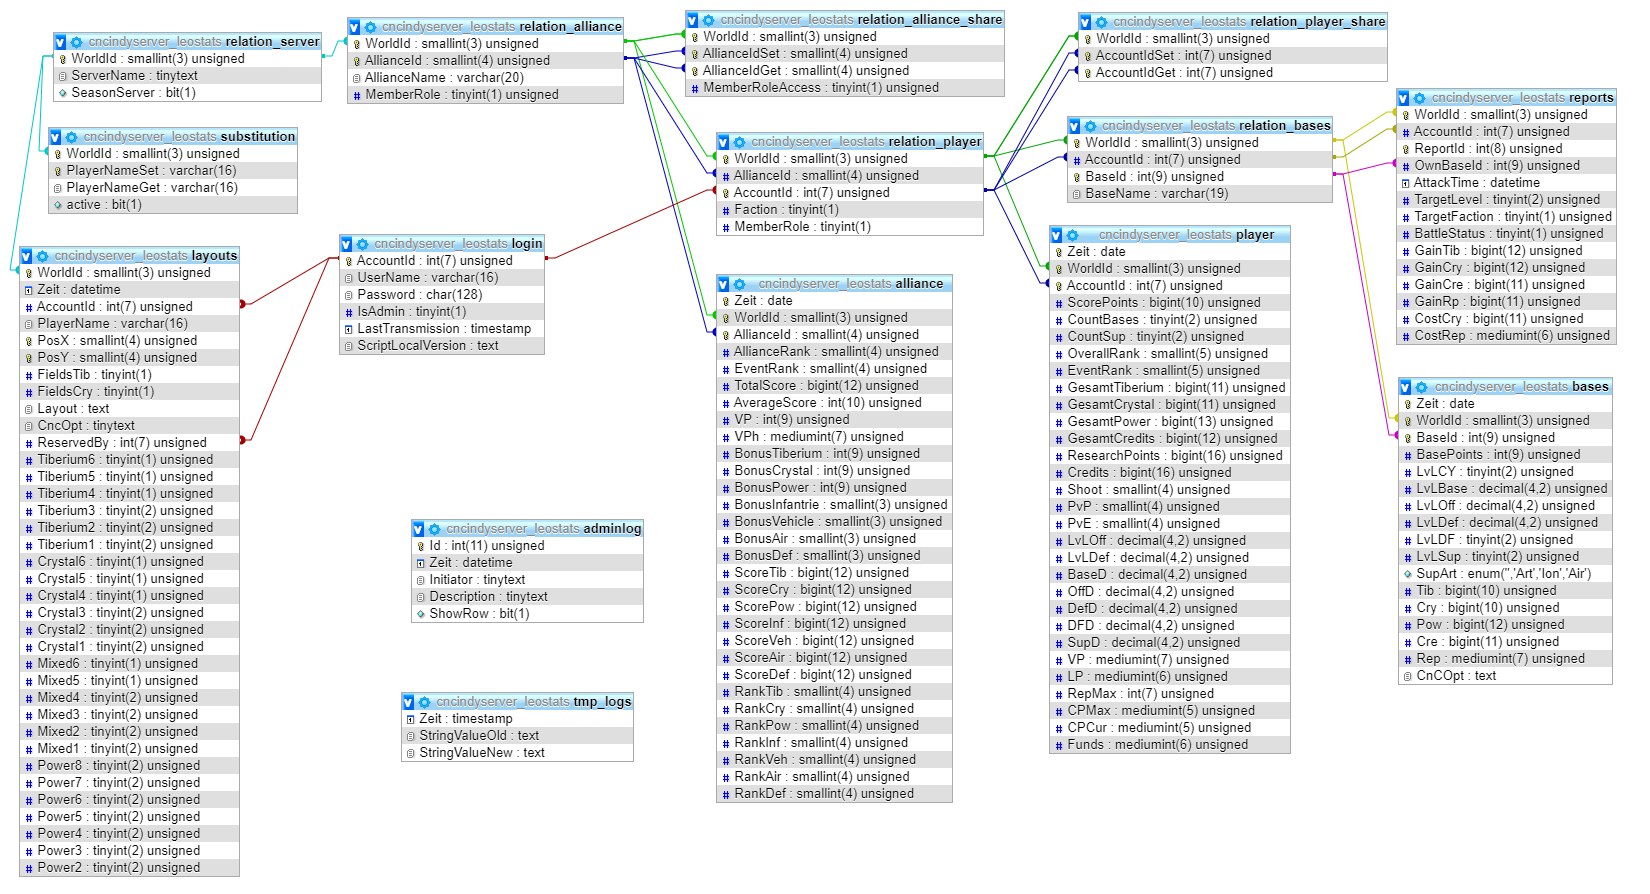 cncindyserver_leostats relation_server
WorldId : smallint(3) unsigned
ServerName : tinytext
SeasonServer : bit(1)
cncindyserver_leostats substitution
WorldId : smallint(3) unsigned
PlayerNameSet : varchar(16)
PlayerNameGet : varchar(16)
active : bit(1)
cncindyserver_leostats layouts
WorldId : smallint(3) unsigned
Zeit : datetime
AccountId : int(7) unsigned
PlayerName : varchar(16)
PosX : smallint(4) unsigned
PosY : smallint(4) unsigned
FieldsTib : tinyint(1)
FieldsCry : tinyint(1)
Layout : text
CncOpt : tinytext
ReservedBy : int(7) unsigned
Tiberium6 : tinyint(1) unsigned
Tiberium5 : tinyint(1) unsigned
Tiberium4 : tinyint(1) unsigned
Tiberium3 : tinyint(2) unsigned
Tiberium2 : tinyint(2) unsigned
Tiberium1 : tinyint(2) unsigned
Crystal6 : tinyint(1) unsigned
Crystal5 : tinyint(1) unsigned
Crystal4 : tinyint(1) unsigned
Crystal3 : tinyint(2) unsigned
Crystal2 : tinyint(2) unsigned
Crystal1 : tinyint(2) unsigned
Mixed6 : tinyint(1) unsigned
Mixed5 : tinyint(1) unsigned
Mixed4 : tinyint(2) unsigned
Mixed3 : tinyint(2) unsigned
Mixed2 : tinyint(2) unsigned
Mixed1 : tinyint(2) unsigned
Power8 : tinyint(2) unsigned
Power7 : tinyint(2) unsigned
Power6 : tinyint(2) unsigned
Power5 : tinyint(2) unsigned
Power4 : tinyint(2) unsigned
Power3 : tinyint(2) unsigned
Power2 : tinyint(2) unsigned
cncindyserver_leostats relation_alliance
WorldId : smallint(3) unsigned
AllianceId : smallint(4) unsigned
AllianceName : varchar(20)
MemberRole : tinyint(1) unsigned
cncindyserver_leostats login
AccountId : int(7) unsigned
UserName : varchar(16)
Password : char(128)
IsAdmin : tinyint(1)
LastTransmission : timestamp
ScriptLocalVersion : text
cncindyserver_leostats adminlog
Id : int(11) unsigned
Zeit : datetime
Initiator : tinytext
Description : tinytext
ShowRow : bit(1)
cncindyserver_leostats tmp_logs
Zeit : timestamp
StringValueOld : text
StringValueNew : text
cncindyserver_leostats relation_alliance_share
WorldId : smallint(3) unsigned
AllianceIdSet : smallint(4) unsigned
AllianceIdGet : smallint(4) unsigned
MemberRoleAccess : tinyint(1) unsigned
cncindyserver_leostats relation_player
WorldId : smallint(3) unsigned
AllianceId : smallint(4) unsigned
AccountId : int(7) unsigned
Faction : tinyint(1)
MemberRole : tinyint(1)
cncindyserver_leostats alliance
Zeit : date
WorldId : smallint(3) unsigned
AllianceId : smallint(4) unsigned
AllianceRank : smallint(4) unsigned
EventRank : smallint(4) unsigned
TotalScore : bigint(12) unsigned
AverageScore : int(10) unsigned
VP : int(9) unsigned
VPh : mediumint(7) unsigned
BonusTiberium : int(9) unsigned
BonusCrystal : int(9) unsigned
BonusPower : int(9) unsigned
BonusInfantrie : smallint(3) unsigned
BonusVehicle : smallint(3) unsigned
BonusAir : smallint(3) unsigned
BonusDef : smallint(3) unsigned
ScoreTib : bigint(12) unsigned
ScoreCry : bigint(12) unsigned
ScorePow : bigint(12) unsigned
ScoreInf : bigint(12) unsigned
ScoreVeh : bigint(12) unsigned
ScoreAir : bigint(12) unsigned
ScoreDef : bigint(12) unsigned
RankTib : smallint(4) unsigned
RankCry : smallint(4) unsigned
RankPow : smallint(4) unsigned
RankInf : smallint(4) unsigned
RankVeh : smallint(4) unsigned
RankAir : smallint(4) unsigned
RankDef : smallint(4) unsigned
cncindyserver_leostats relation_player_share
WorldId : smallint(3) unsigned
AccountIdSet : int(7) unsigned
AccountIdGet : int(7) unsigned
cncindyserver_leostats relation_bases
WorldId : smallint(3) unsigned
AccountId : int(7) unsigned
BaseId : int(9) unsigned
BaseName : varchar(19)
cncindyserver_leostats player
Zeit : date
WorldId : smallint(3) unsigned
AccountId : int(7) unsigned
ScorePoints : bigint(10) unsigned
CountBases : tinyint(2) unsigned
CountSup : tinyint(2) unsigned
OverallRank : smallint(5) unsigned
EventRank : smallint(5) unsigned
GesamtTiberium : bigint(11) unsigned
GesamtCrystal : bigint(11) unsigned
GesamtPower : bigint(13) unsigned
GesamtCredits : bigint(12) unsigned
ResearchPoints : bigint(16) unsigned
Credits : bigint(16) unsigned
Shoot : smallint(4) unsigned
PvP : smallint(4) unsigned
PvE : smallint(4) unsigned
LvLOff : decimal(4,2) unsigned
LvLDef : decimal(4,2) unsigned
BaseD : decimal(4,2) unsigned
OffD : decimal(4,2) unsigned
DefD : decimal(4,2) unsigned
DFD : decimal(4,2) unsigned
SupD : decimal(4,2) unsigned
VP : mediumint(7) unsigned
LP : mediumint(6) unsigned
RepMax : int(7) unsigned
CPMax : mediumint(5) unsigned
CPCur : mediumint(5) unsigned
Funds : mediumint(6) unsigned
cncindyserver_leostats reports
WorldId : smallint(3) unsigned
AccountId : int(7) unsigned
ReportId : int(8) unsigned
OwnBaseId : int(9) unsigned
AttackTime : datetime
TargetLevel : tinyint(2) unsigned
TargetFaction : tinyint(1) unsigned
BattleStatus : tinyint(1) unsigned
GainTib : bigint(12) unsigned
GainCry : bigint(12) unsigned
GainCre : bigint(11) unsigned
GainRp : bigint(11) unsigned
CostCry : bigint(11) unsigned
CostRep : mediumint(6) unsigned
cncindyserver_leostats bases
Zeit : date
WorldId : smallint(3) unsigned
BaseId : int(9) unsigned
BasePoints : int(9) unsigned
LvLCY : tinyint(2) unsigned
LvLBase : decimal(4,2) unsigned
LvLOff : decimal(4,2) unsigned
LvLDef : decimal(4,2) unsigned
LvLDF : tinyint(2) unsigned
LvLSup : tinyint(2) unsigned
SupArt : enum('','Art','Ion','Air')
Tib : bigint(10) unsigned
Cry : bigint(10) unsigned
Pow : bigint(12) unsigned
Cre : bigint(11) unsigned
Rep : mediumint(7) unsigned
CnCOpt : text